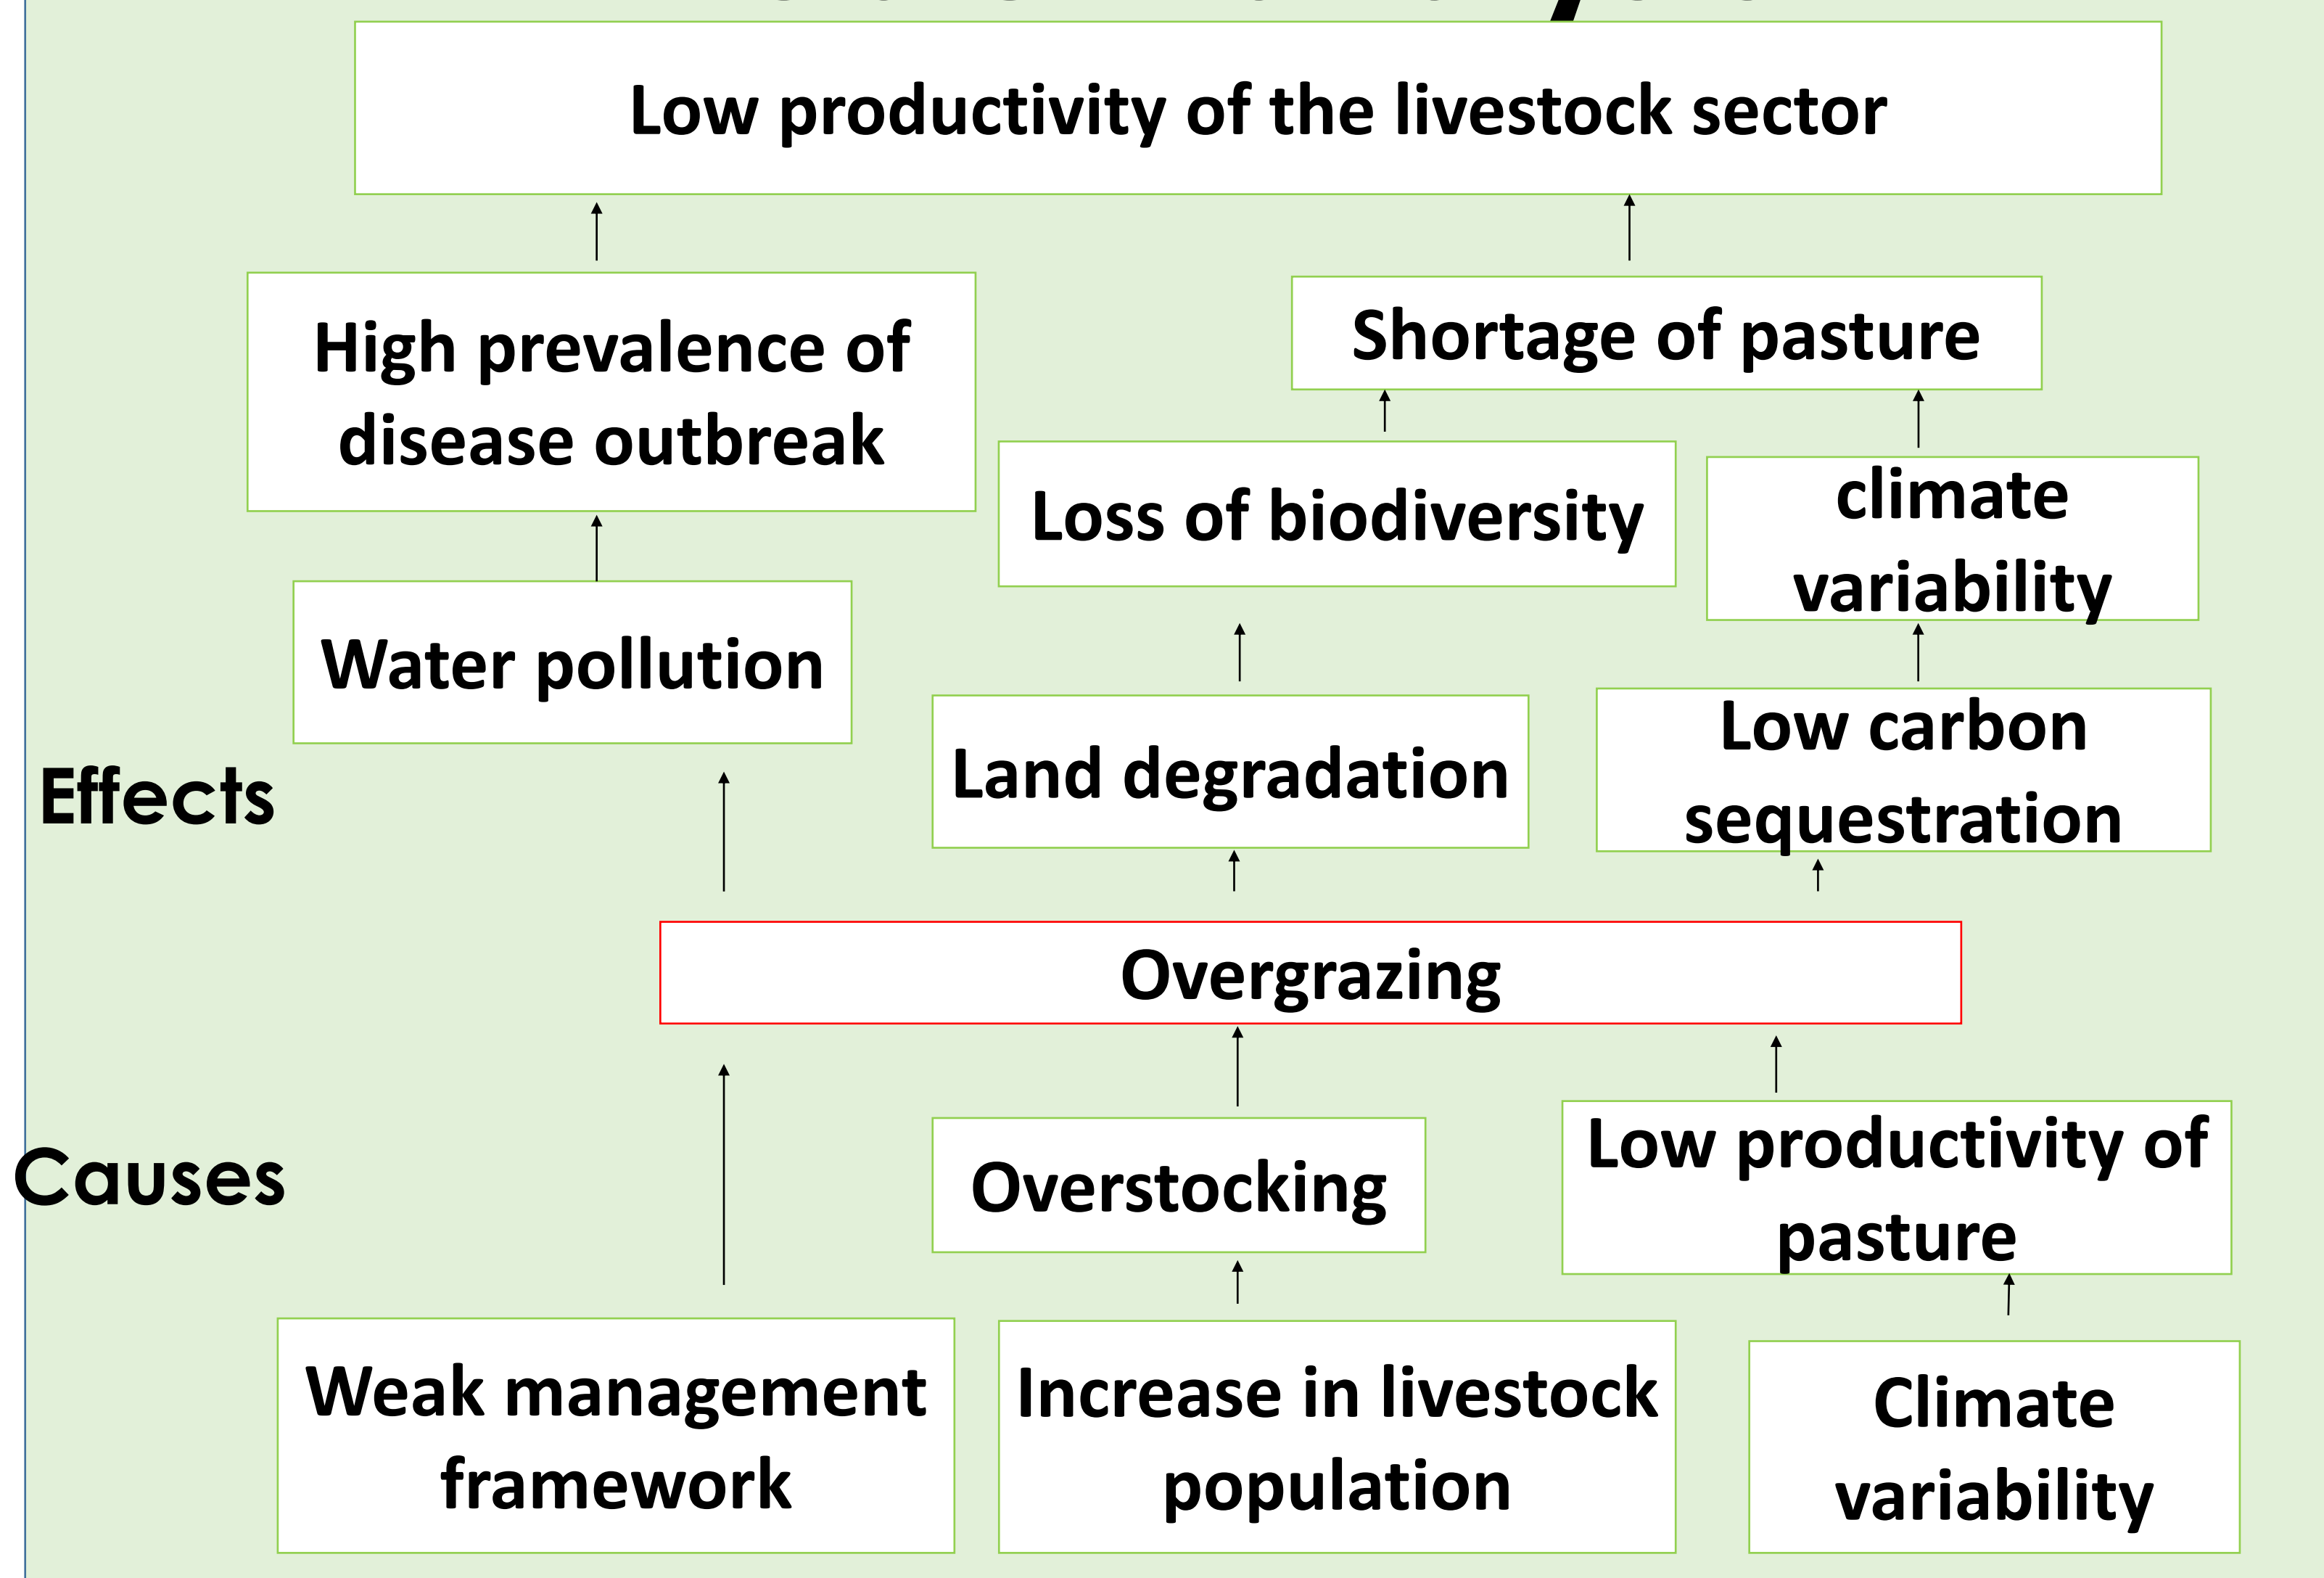 Low productivity of the livestock sector
High prevalence of
disease outbreak
Shortage of pasture
Loss of biodiversity
climate
variability
Water pollution
Land degradation
Low carbon
sequestration
Effects
Overgrazing
Causes
Overstocking
Low productivity of
pasture
Weak management
framework
Increase in livestock
population
Climate
variability